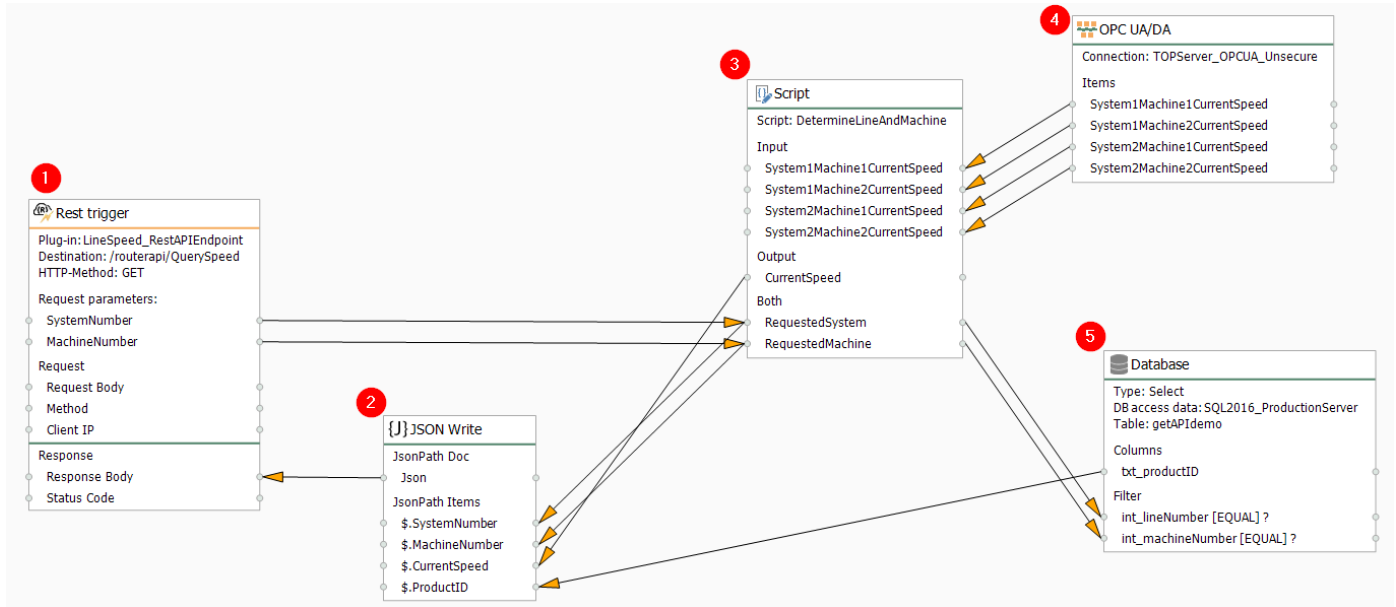 1
Rest trigger
Plug-in: LineSpeed_RestAPIEndpoint
Destination: /routerapi/QuerySpeed
HTTP-Method: GET
Request parameters:
SystemNumber
MachineNumber
Request
Request Body
Method
Client IP
Response
Response Body
Status Code
2
{J} JSON Write
JsonPath Doc
Json
JsonPath Items
$.SystemNumber
$.MachineNumber
$.CurrentSpeed
$.ProductID
3
Script
Script: DetermineLineAndMachine
Input
System1Machine1CurrentSpeed
System1Machine2CurrentSpeed
System2Machine1CurrentSpeed
System2Machine2CurrentSpeed
Output
CurrentSpeed
Both
RequestedSystem
RequestedMachine
4
OPC UA/DA
Connection: TOPServer_OPCUA_Unsecure
Items
System1Machine1CurrentSpeed
System1Machine2CurrentSpeed
System2Machine1CurrentSpeed
System2Machine2CurrentSpeed
5
Database
Type: Select
DB access data: SQL2016_ProductionServer
Table: getAPIdemo
Columns
txt_productID
Filter
int_lineNumber [EQUAL] ?
int_machineNumber [EQUAL] ?